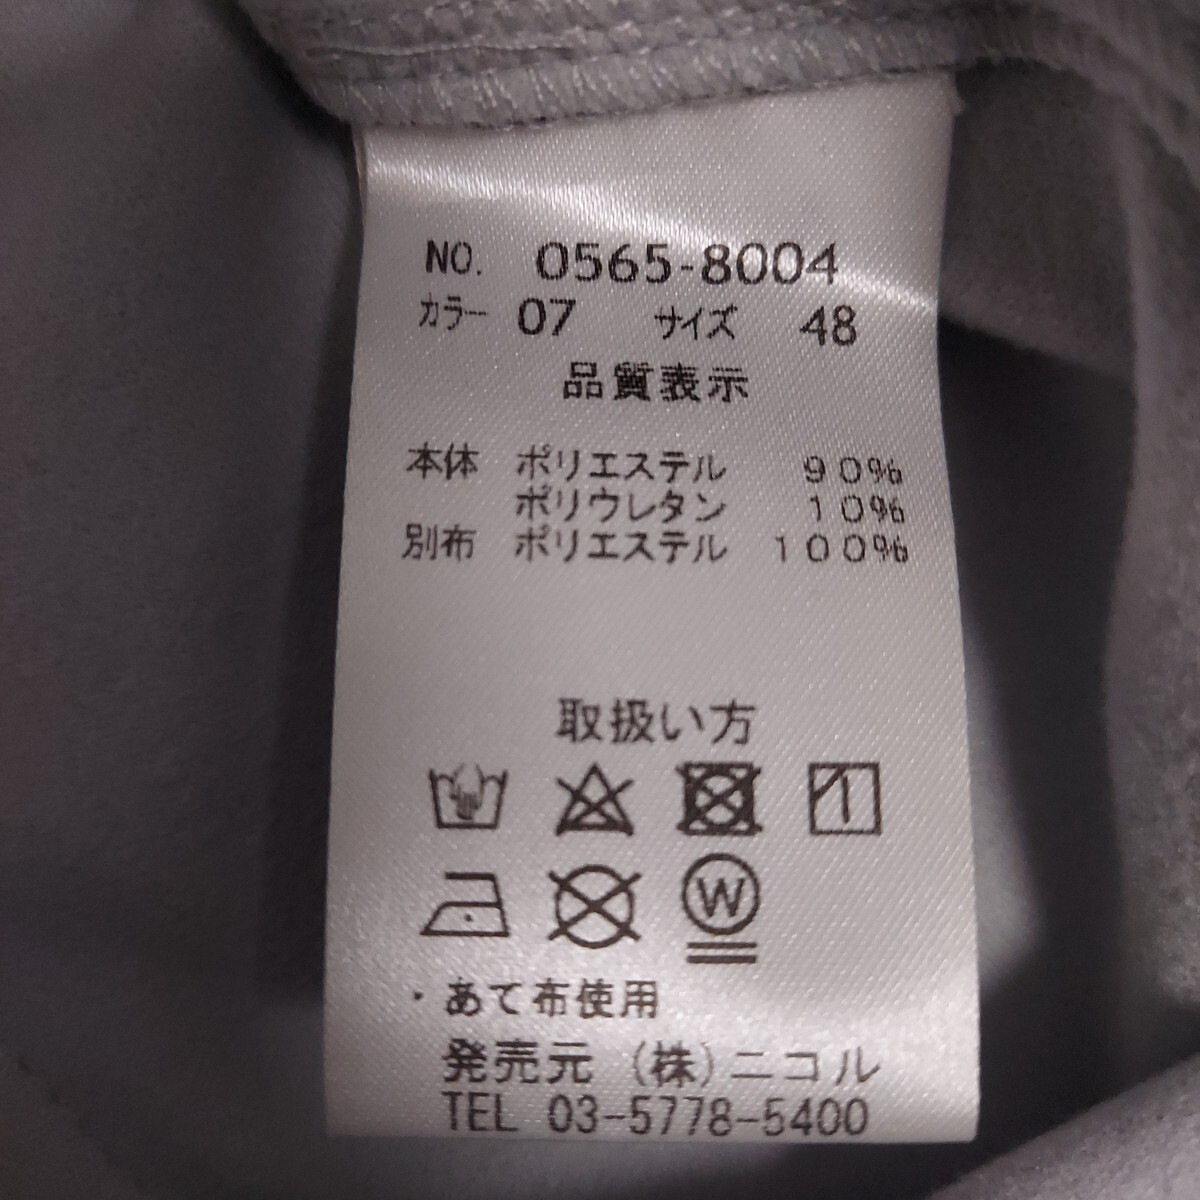 NO. 0565-8004
カラー 07 サイズ 48
品質表示
本体 ポリエステル 90%
ポリウレタン 10%
別布 ポリエステル 100%
取扱い方
W
・あて布使用
発売元 (株)ニコル
TEL 03-5778-5400